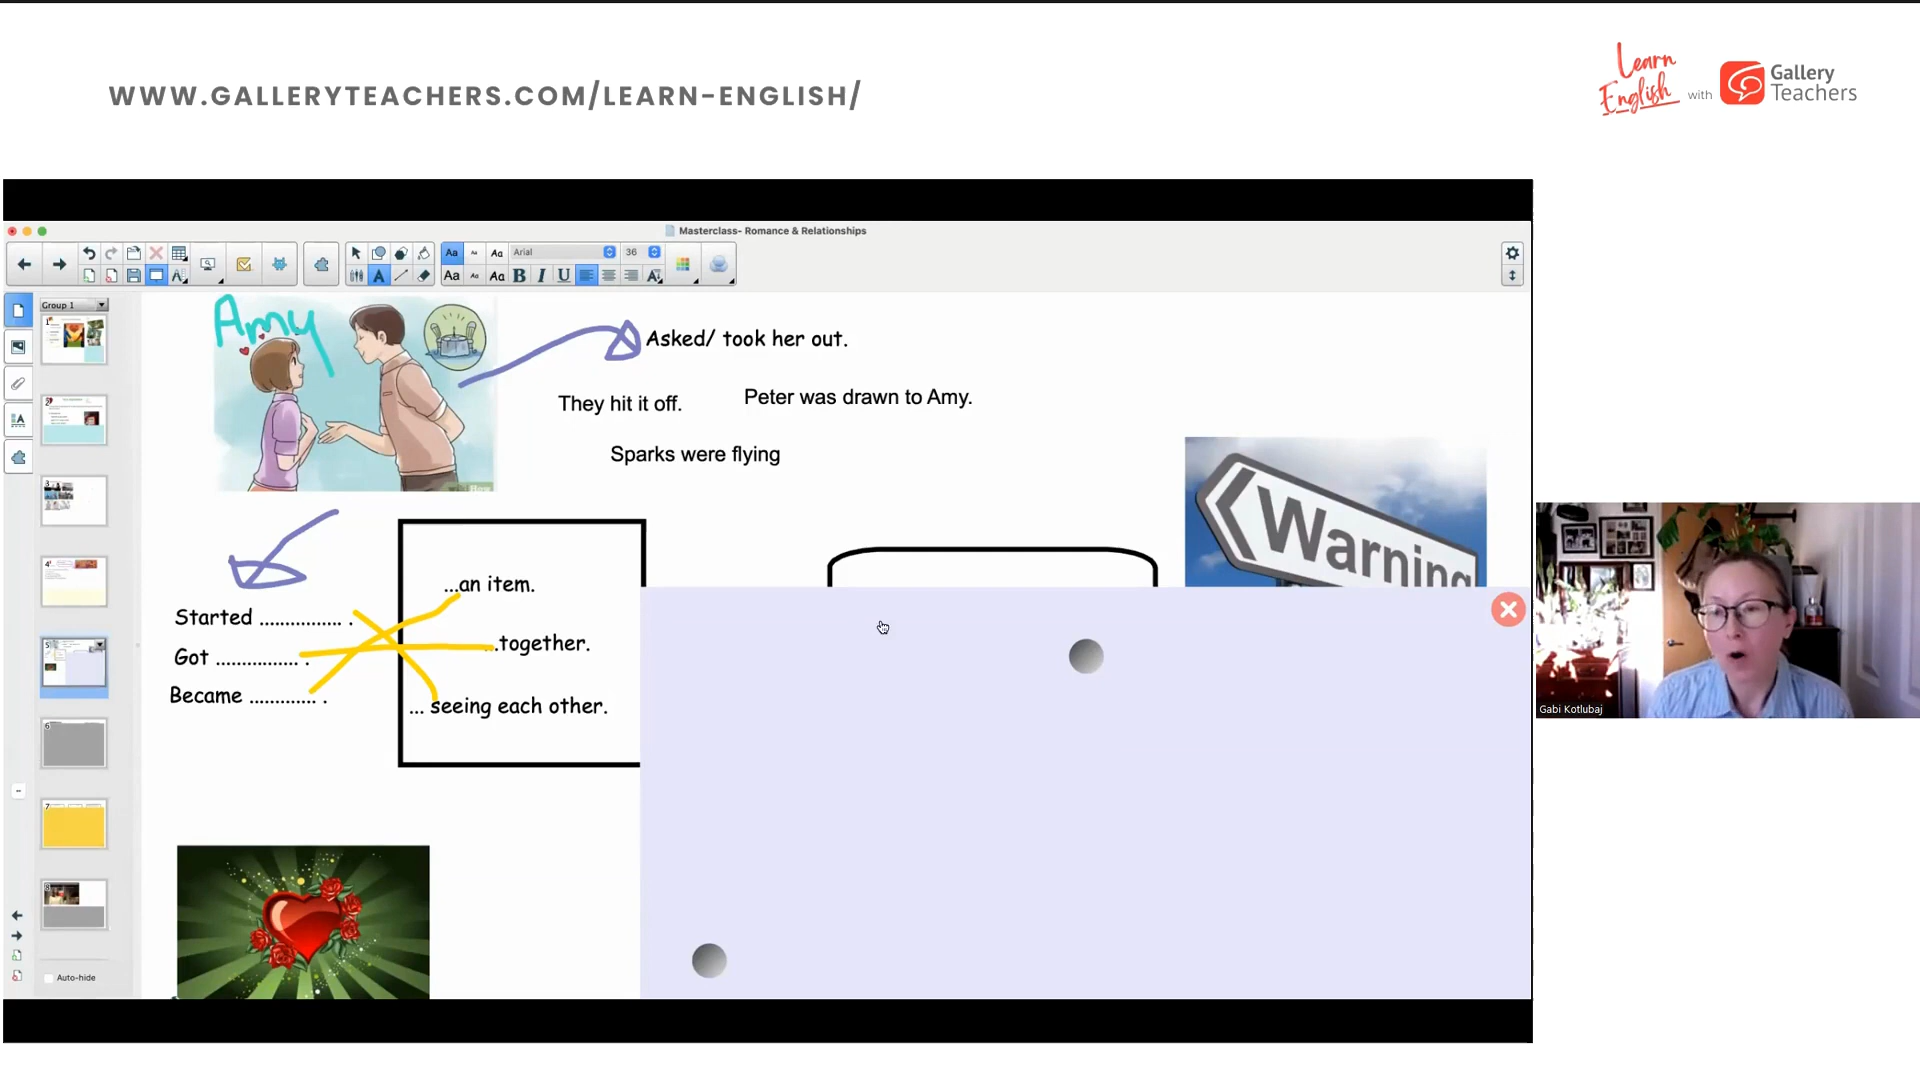 WWW.GALLERYTEACHERS.COM/LEARN-ENGLISH/
Learn English with Gallery Teachers
Masterclass- Romance & Relationships
Arial
36
Group 1
Amy
Asked/ took her out.
They hit it off.
Peter was drawn to Amy.
Sparks were flying
Warning
...an item.
Started ................ .
...together.
Got ................ .
Became ............. .
... seeing each other.
Gabi Kotlubaj
Auto-hide